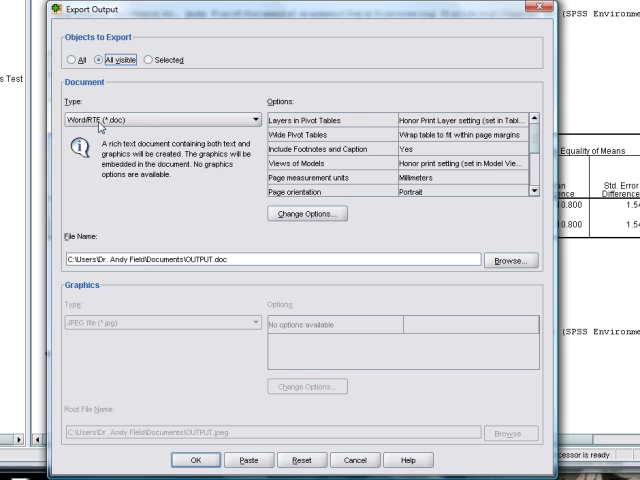 Export Output
(SPSS Environme
Objects to Export
All All visible Selected
s Test
Document
Type:
Word/RTF (*.doc)
A rich text document containing both text and
graphics will be created. The graphics will be
embedded in the document. No graphics
options are available.
Options:
Layers in Pivot Tables Honor Print Layer setting (set in Tabl...
Wide Pivot Tables Wrap table to fit within page margins
Include Footnotes and Caption Yes
Views of Models Honor print setting (set in Model Vie...
Page measurement units Millimeters
Page orientation Portrait
Change Options...
Equality of Means
Std. Error
Difference
0.800 1.54
0.800 1.54
File Name:
C:\Users\Dr. Andy Field\Documents\OUTPUT.doc
Browse...
Graphics
Type:
JPEG file (*.jpg)
Options:
No options available
Change Options...
(SPSS Environme
Root File Name:
C:\Users\Dr. Andy Field\Documents\OUTPUT.jpeg
Browse...
OK Paste Reset Cancel Help
cessor is ready